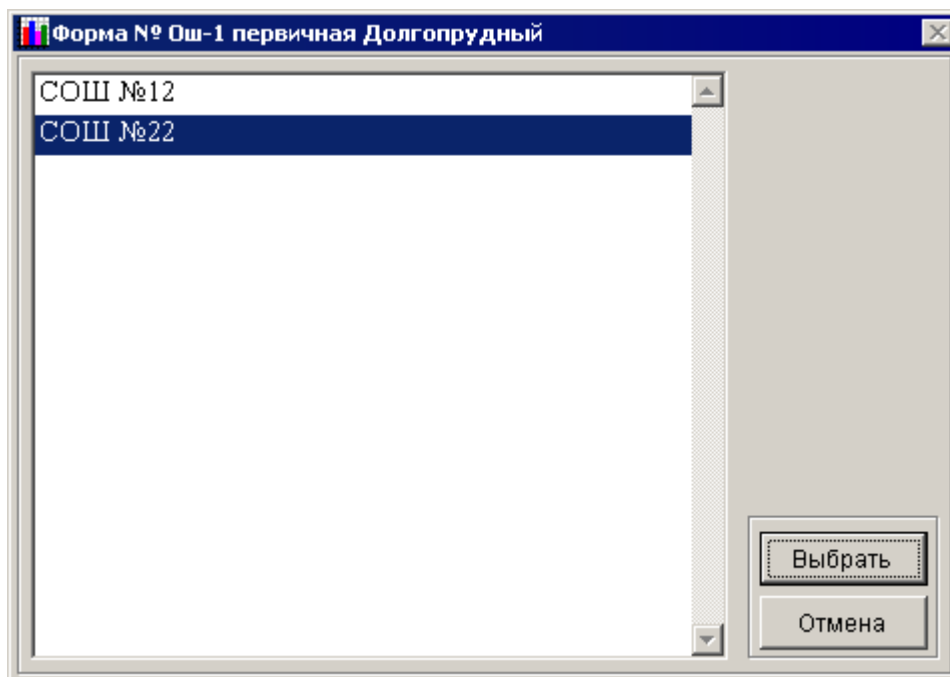 Форма № Ош-1 первичная Долгопрудный
СОШ №12
СОШ №22
Выбрать
Отмена